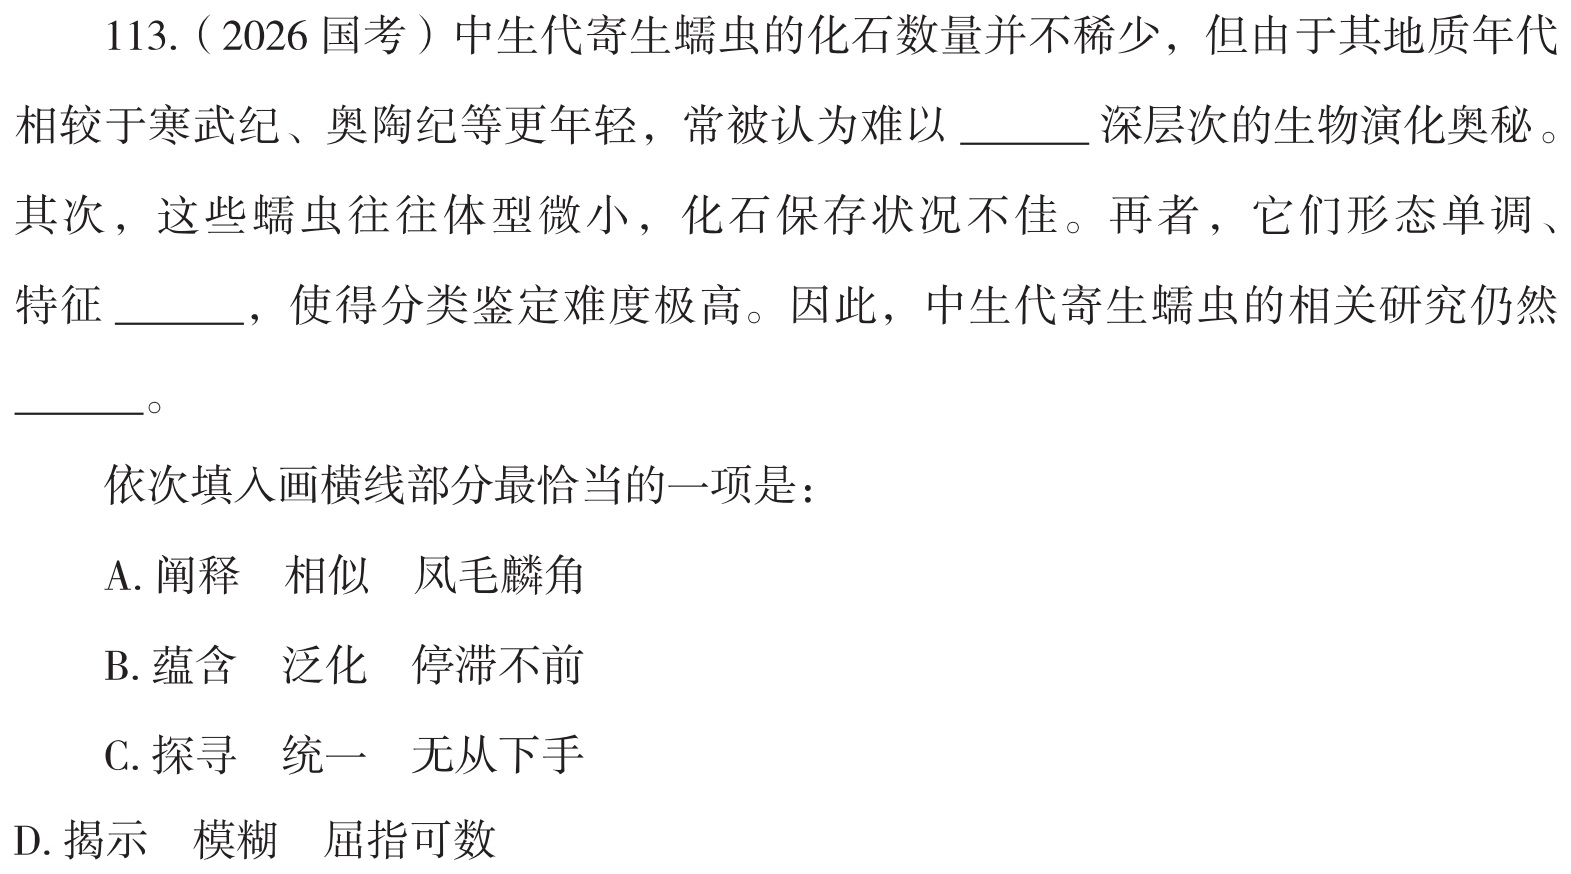 113.（2026 国考）中生代寄生蠕虫的化石数量并不稀少，但由于其地质年代
相较于寒武纪、奥陶纪等更年轻，常被认为难以 ______ 深层次的生物演化奥秘。
其次，这些蠕虫往往体型微小，化石保存状况不佳。再者，它们形态单调、
特征 ______，使得分类鉴定难度极高。因此，中生代寄生蠕虫的相关研究仍然
______。
依次填入画横线部分最恰当的一项是：
A. 阐释　相似　凤毛麟角
B. 蕴含　泛化　停滞不前
C. 探寻　统一　无从下手
D. 揭示　模糊　屈指可数